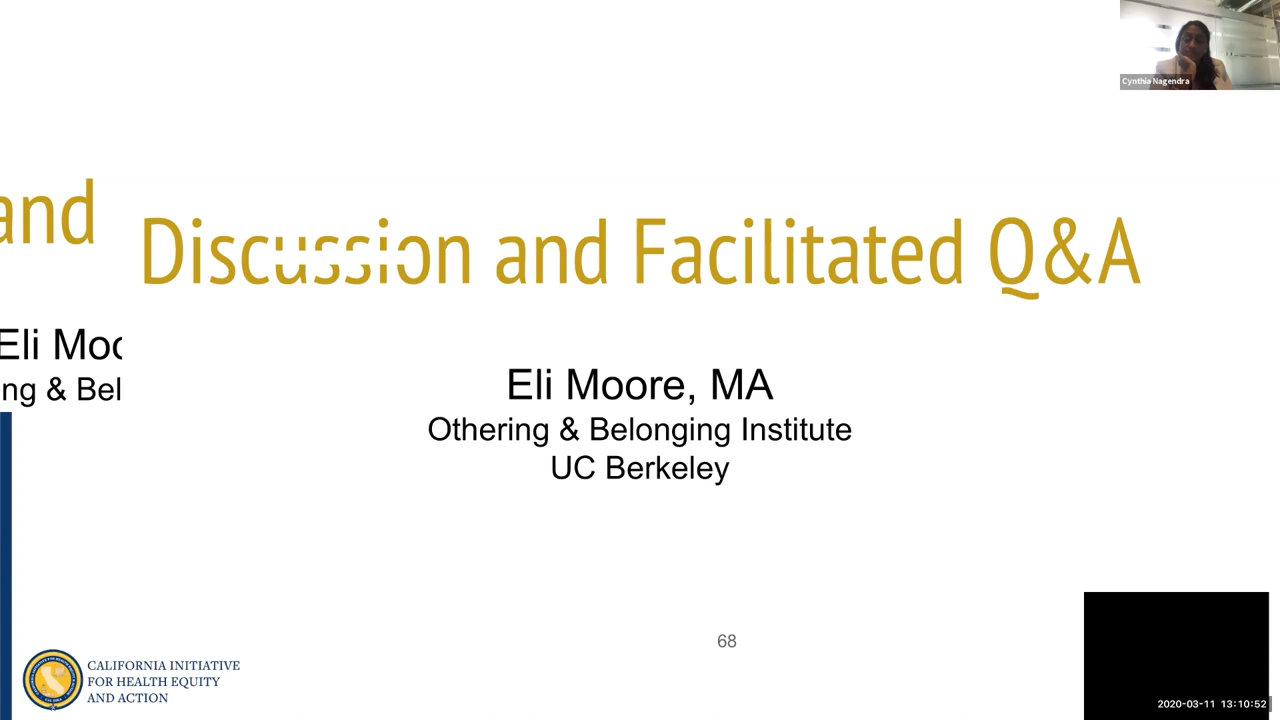 Cynthia Nagendra
and
Discussion and Facilitated Q&A
Eli Moo
ng & Bel
Eli Moore, MA
Othering & Belonging Institute
UC Berkeley
68
CALIFORNIA INITIATIVE
FOR HEALTH EQUITY
AND ACTION
2020-03-11 13:10:52